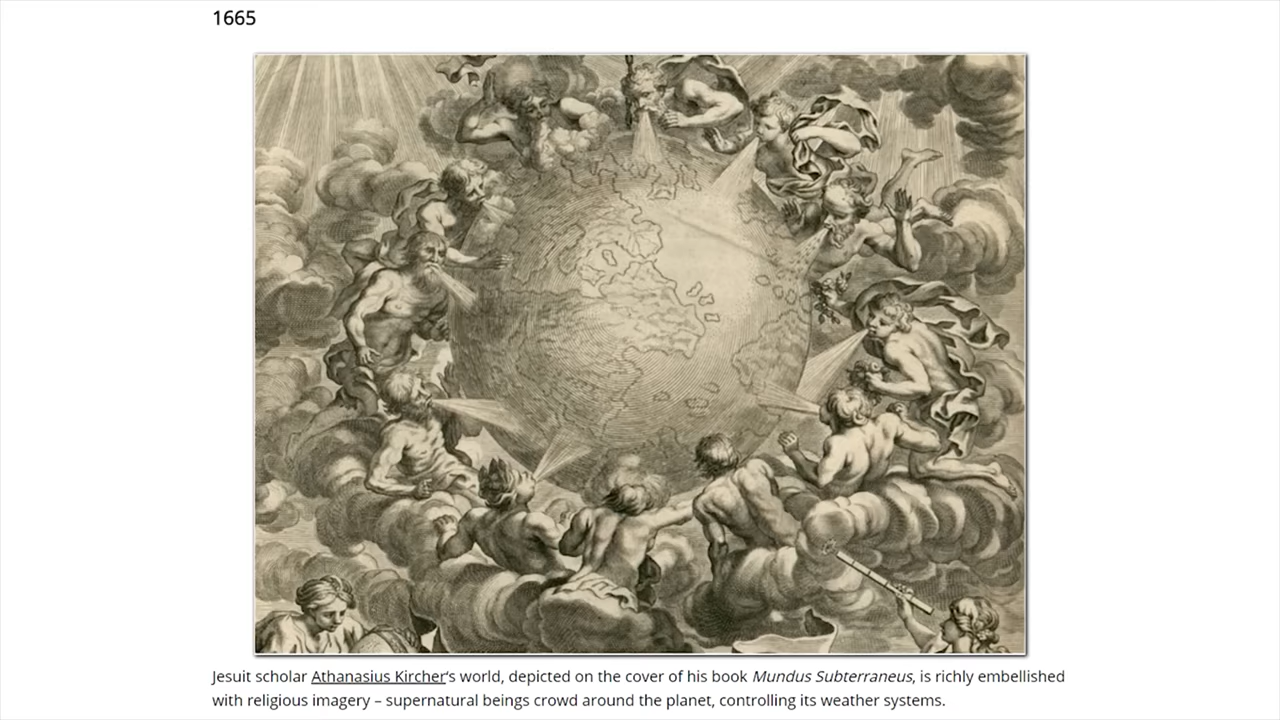 1665
Jesuit scholar Athanasius Kircher's world, depicted on the cover of his book Mundus Subterraneus, is richly embellished
with religious imagery – supernatural beings crowd around the planet, controlling its weather systems.